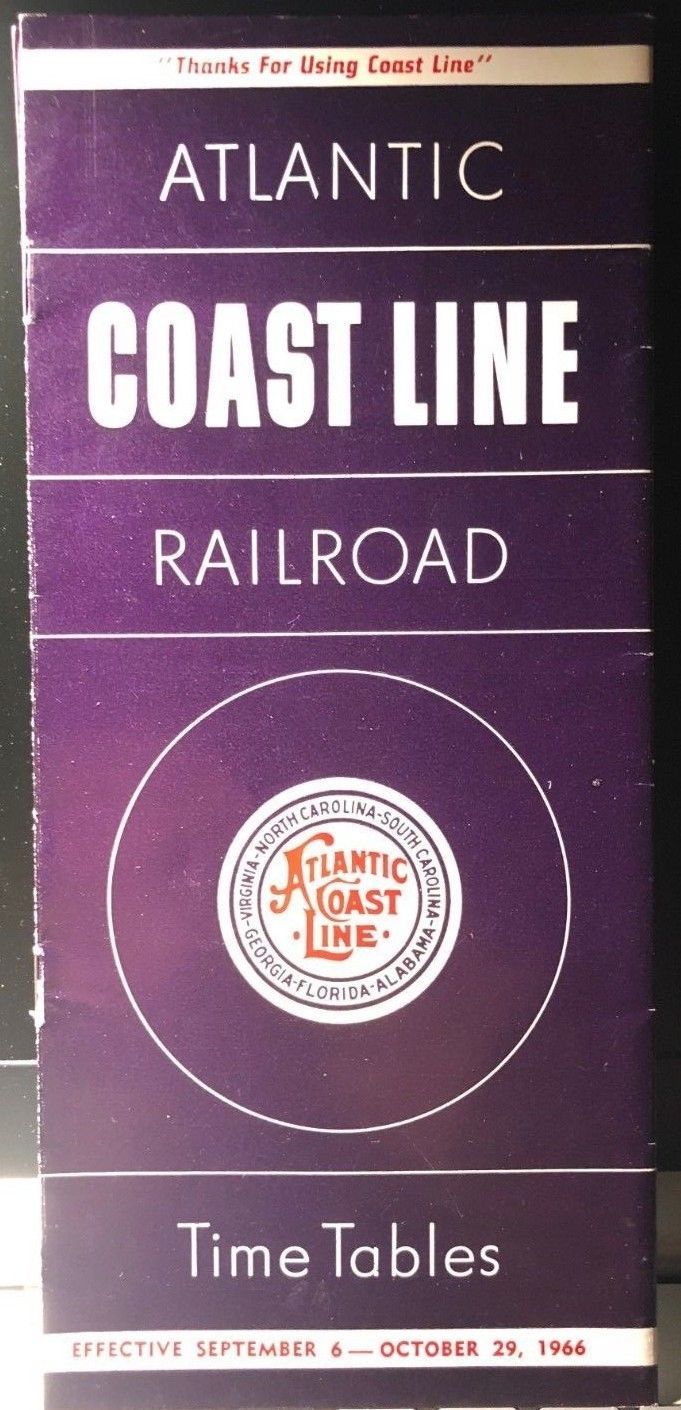 "Thanks For Using Coast Line"
ATLANTIC
COAST LINE
RAILROAD
VIRGINIA-NORTH CAROLINA-SOUTH CAROLINA-
GEORGIA-FLORIDA-ALABAMA-
ATLANTIC
COAST
·LINE·
Time Tables
EFFECTIVE SEPTEMBER 6 — OCTOBER 29, 1966